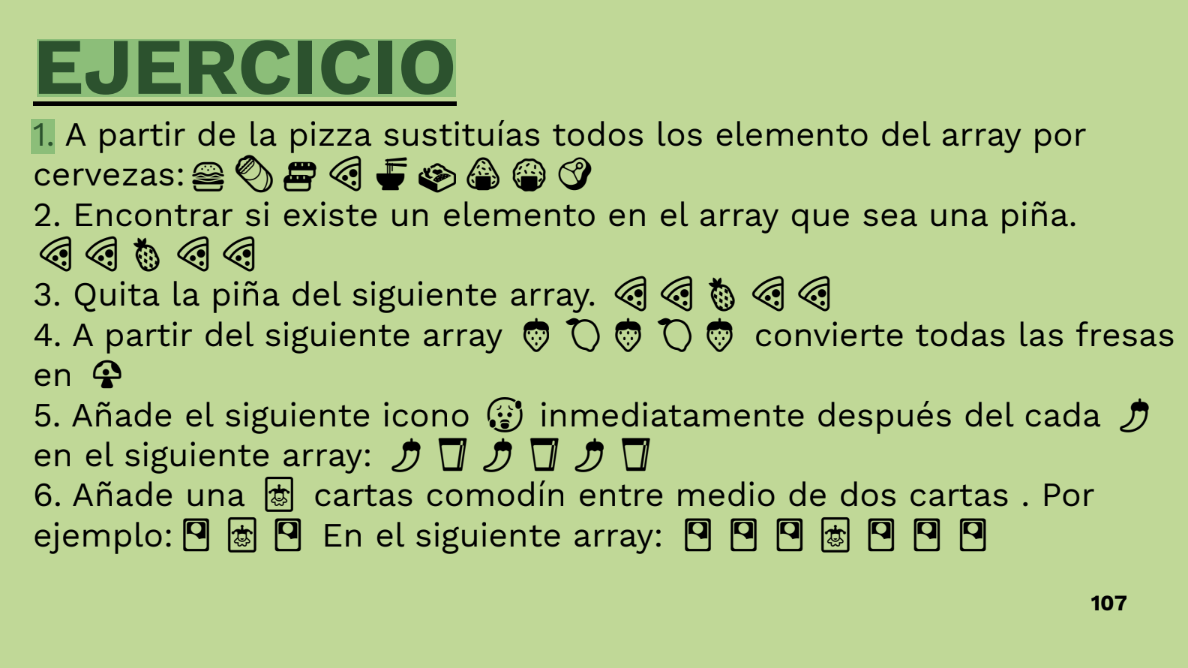 EJERCICIO
1. A partir de la pizza sustituías todos los elemento del array por
cervezas: 🍔 🥙 🌭 🍕 🍜 🍱 🍙 🍘 🍖
2. Encontrar si existe un elemento en el array que sea una piña.
🍕 🍕 🍍 🍕 🍕
3. Quita la piña del siguiente array. 🍕 🍕 🍍 🍕 🍕
4. A partir del siguiente array 🍓 🍋 🍓 🍋 🍓 convierte todas las fresas
en 🍄
5. Añade el siguiente icono 🥵 inmediatamente después del cada 🌶
en el siguiente array: 🌶 🥛 🌶 🥛 🌶 🥛
6. Añade una 🃏 cartas comodín entre medio de dos cartas . Por
ejemplo: 🎴 🃏 🎴 En el siguiente array: 🎴 🎴 🎴 🃏 🎴 🎴 🎴
107